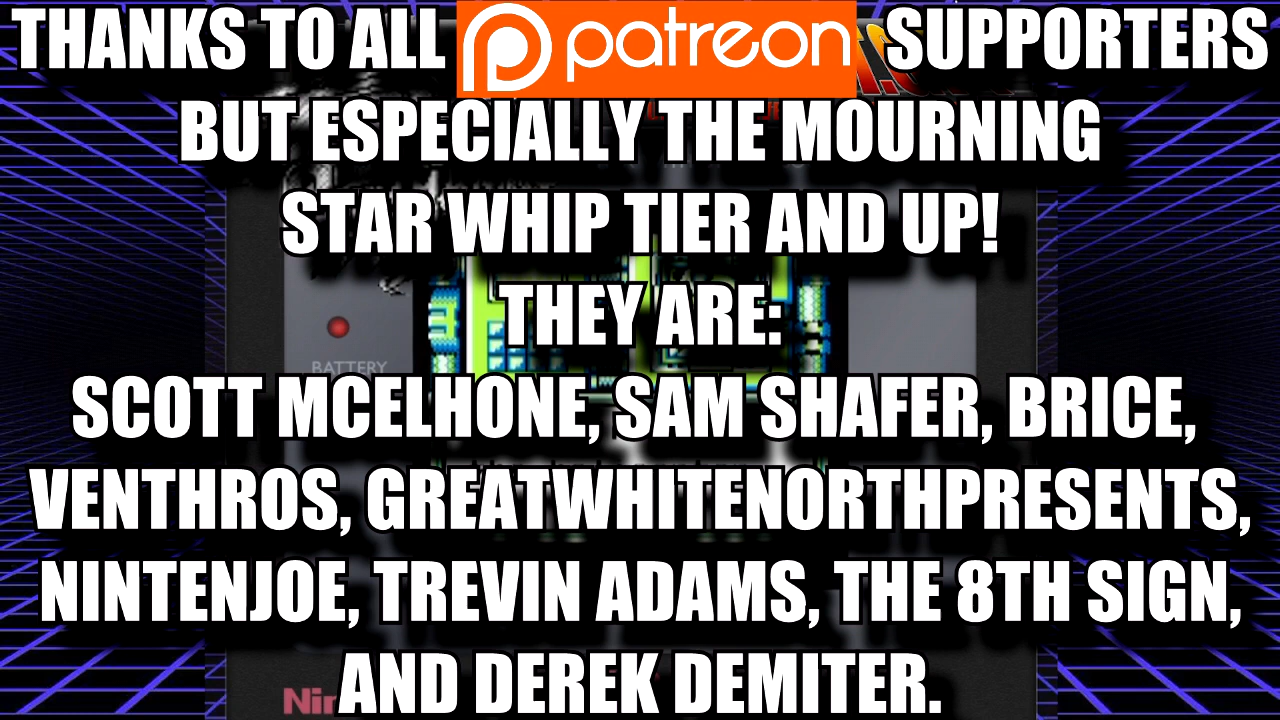 THANKS TO ALL patreon SUPPORTERS
BUT ESPECIALLY THE MOURNING
STAR WHIP TIER AND UP!
THEY ARE:
BATTERY
SCOTT MCELHONE, SAM SHAFER, BRICE,
VENTHROS, GREATWHITENORTHPRESENTS,
NINTENJOE, TREVIN ADAMS, THE 8TH SIGN,
AND DEREK DEMITER.